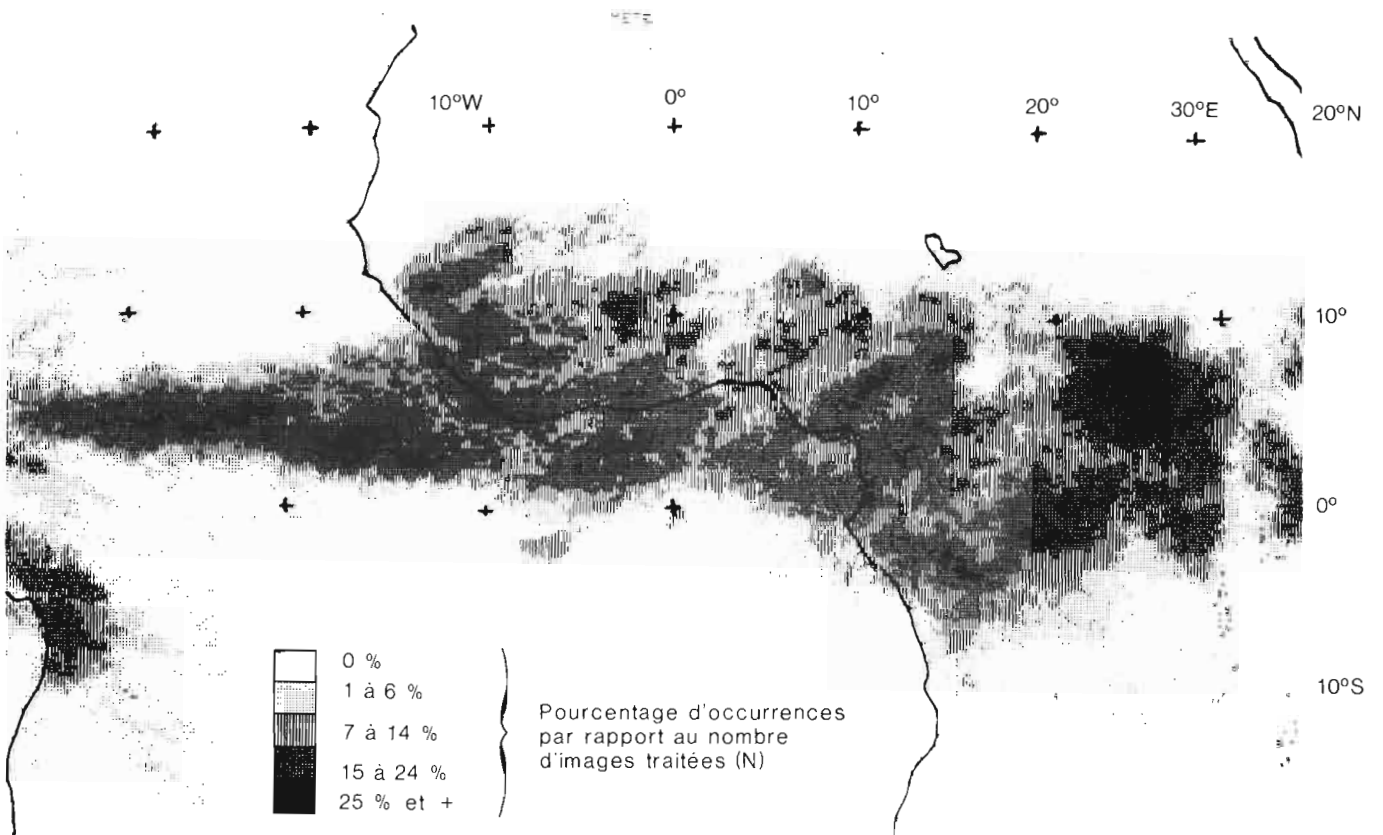 10°W 0° 10° 20° 30°E 20°N
10°
0°
10°S
0 %
1 à 6 %
7 à 14 %
15 à 24 %
25 % et +
Pourcentage d'occurrences
par rapport au nombre
d'images traitées (N)